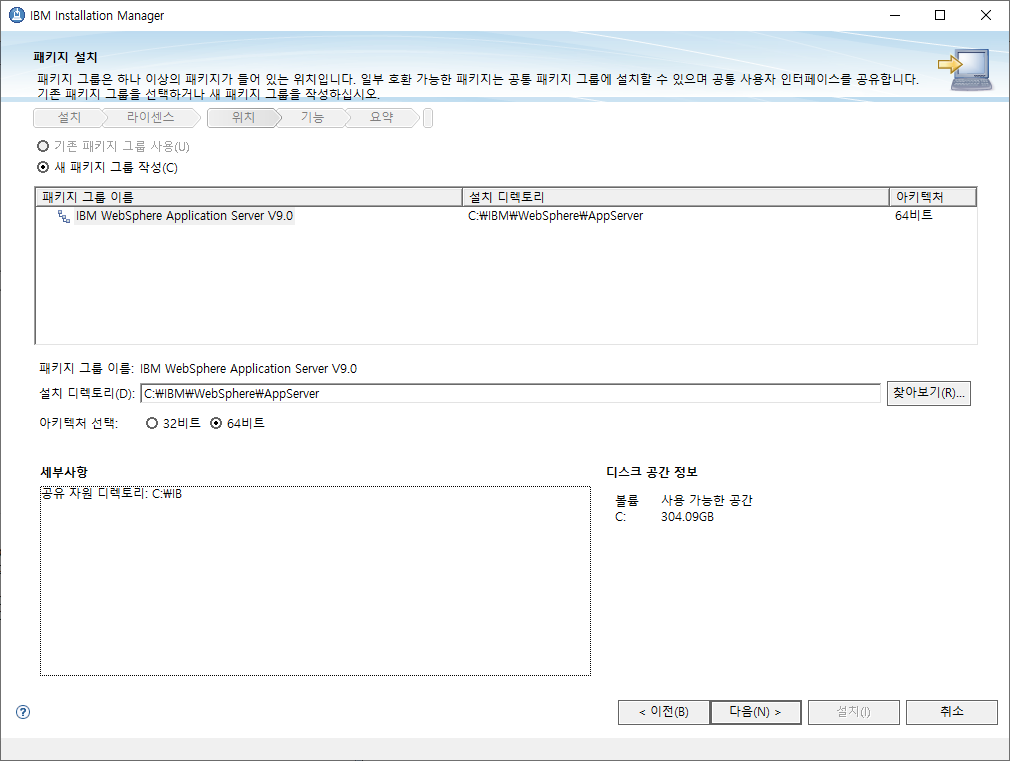 IBM Installation Manager
패키지 설치
패키지 그룹은 하나 이상의 패키지가 들어 있는 위치입니다. 일부 호환 가능한 패키지는 공통 패키지 그룹에 설치할 수 있으며 공통 사용자 인터페이스를 공유합니다.
기존 패키지 그룹을 선택하거나 새 패키지 그룹을 작성하십시오.
설치 라이센스 위치 기능 요약
기존 패키지 그룹 사용(U)
새 패키지 그룹 작성(C)
패키지 그룹 이름 설치 디렉토리 아키텍처
IBM WebSphere Application Server V9.0 C:₩IBM₩WebSphere₩AppServer 64비트
패키지 그룹 이름: IBM WebSphere Application Server V9.0
설치 디렉토리(D): C:₩IBM₩WebSphere₩AppServer 찾아보기(R)...
아키텍처 선택: 32비트 64비트
세부사항 디스크 공간 정보
공유 자원 디렉토리: C:₩IB
볼륨 사용 가능한 공간
C: 304.09GB
< 이전(B) 다음(N) > 설치(I) 취소